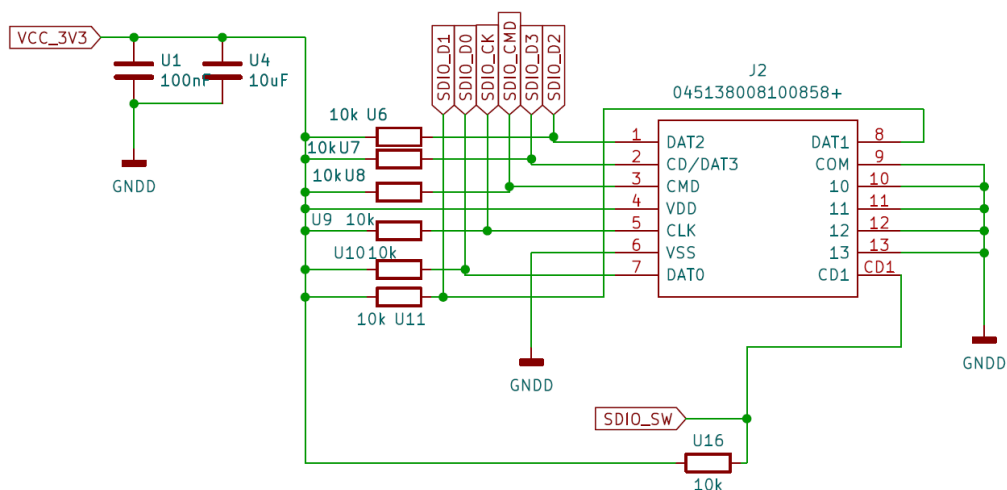 VCC_3V3
U1
100nF
U4
10uF
GNDD
SDIO_D1
SDIO_D0
SDIO_CK
SDIO_CMD
SDIO_D3
SDIO_D2
10k U6
10kU7
10kU8
U9 10k
U1010k
10k U11
J2
045138008100858+
1 DAT2
2 CD/DAT3
3 CMD
4 VDD
5 CLK
6 VSS
7 DAT0
DAT1 8
COM 9
10 10
11 11
12 12
13 13
CD1 CD1
GNDD
GNDD
SDIO_SW
U16
10k